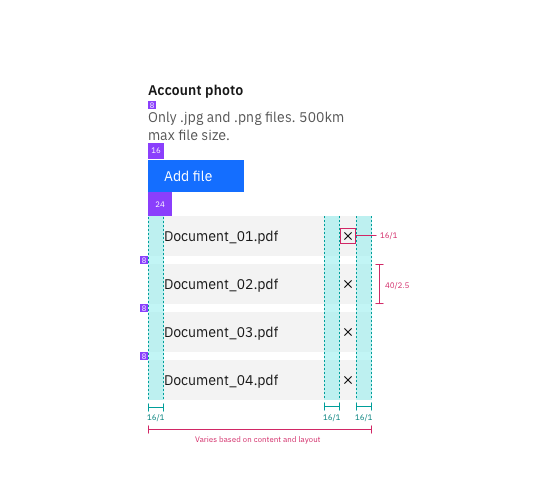 Account photo
8
Only .jpg and .png files. 500km
max file size.
16
Add file
24
Document_01.pdf
16/1
8
Document_02.pdf
40/2.5
8
Document_03.pdf
8
Document_04.pdf
16/1 16/1 16/1
Varies based on content and layout